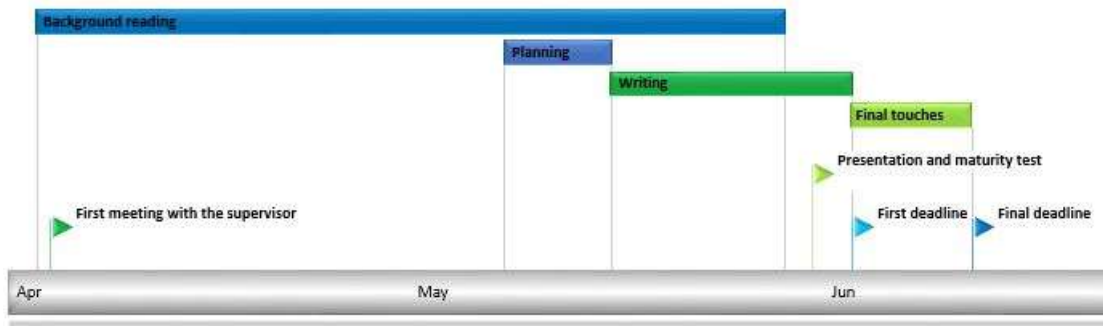 Background reading
Planning
Writing
Final touches
Presentation and maturity test
First meeting with the supervisor
First deadline
Final deadline
Apr
May
Jun